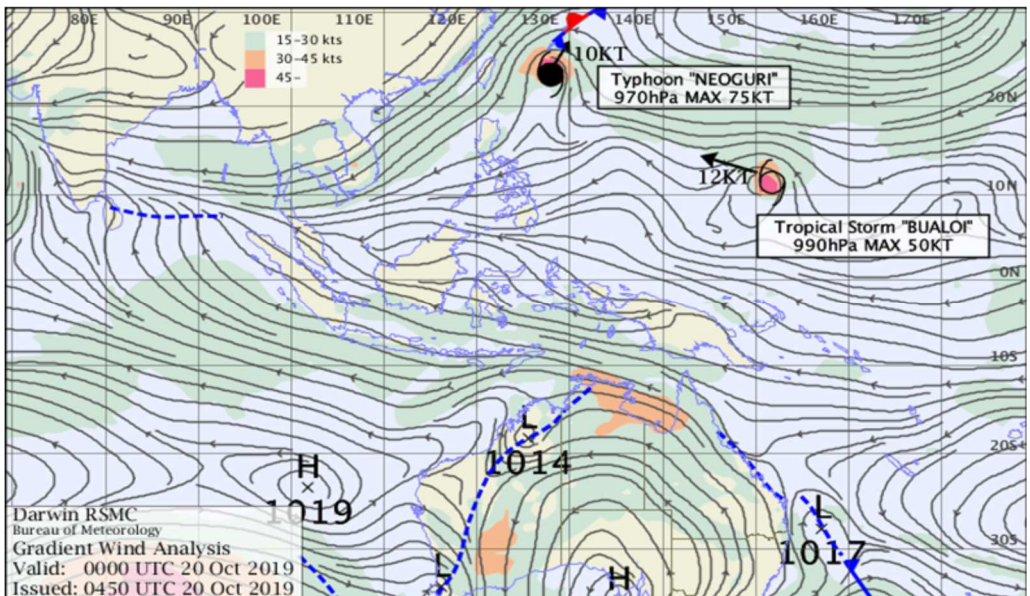 80E 90E 100E 110E 120E 130E 140E 150E 160E 170E
15-30 kts
30-45 kts
45-
10KT
Typhoon "NEOGURI"
970hPa MAX 75KT
20N
12KT
10N
Tropical Storm "BUALOI"
990hPa MAX 50KT
0N
10S
L
1014
20S
H
1019
L
1017
30S
L
H
Darwin RSMC
Bureau of Meteorology
Gradient Wind Analysis
Valid: 0000 UTC 20 Oct 2019
Issued: 0450 UTC 20 Oct 2019